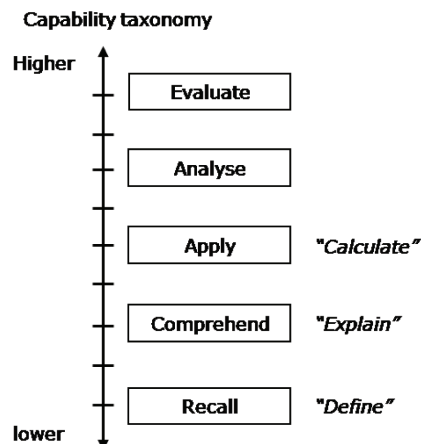 Capability taxonomy
Higher
Evaluate
Analyse
Apply "Calculate"
Comprehend "Explain"
Recall "Define"
lower